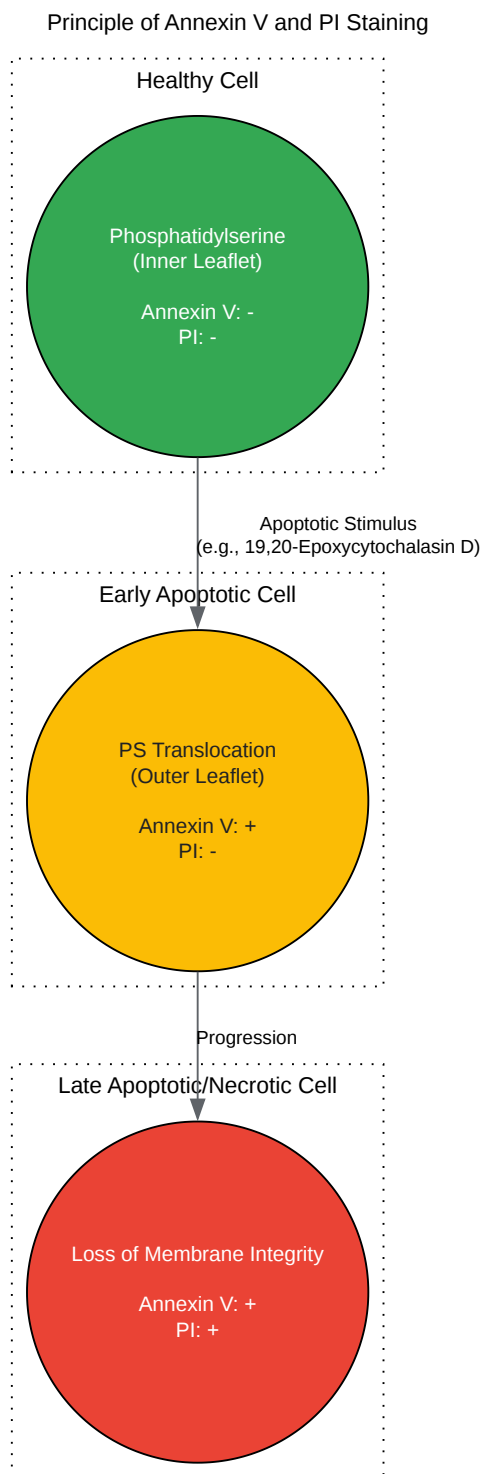 Principle of Annexin V and PI Staining
Healthy Cell
Phosphatidylserine
(Inner Leaflet)
Annexin V: -
PI: -
Apoptotic Stimulus
(e.g., 19,20-Epoxycytochalasin D)
Early Apoptotic Cell
PS Translocation
(Outer Leaflet)
Annexin V: +
PI: -
Progression
Late Apoptotic/Necrotic Cell
Loss of Membrane Integrity
Annexin V: +
PI: +